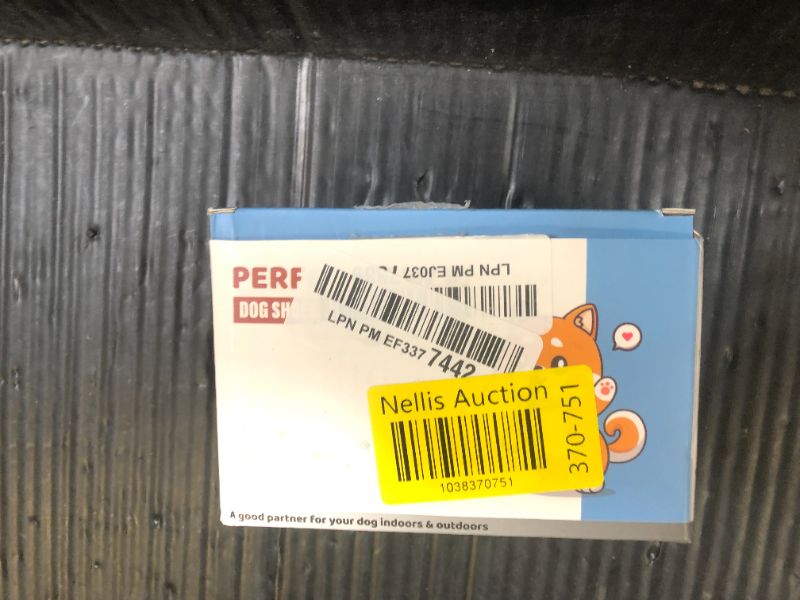 PERF
LPN PM EJ037
DOG SH
LPN PM EF337 7442
Nellis Auction
370-751
1038370751
A good partner for your dog indoors & outdoors